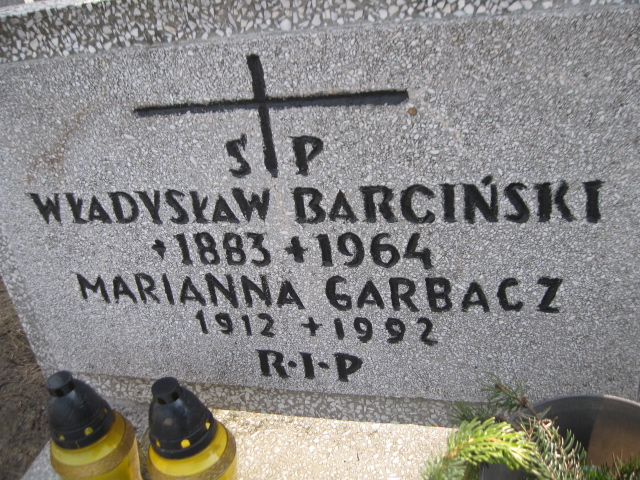 Ś P
WŁADYSŁAW BARCIŃSKI
*1883 +1964
MARIANNA GARBACZ
1912 +1992
R·I·P